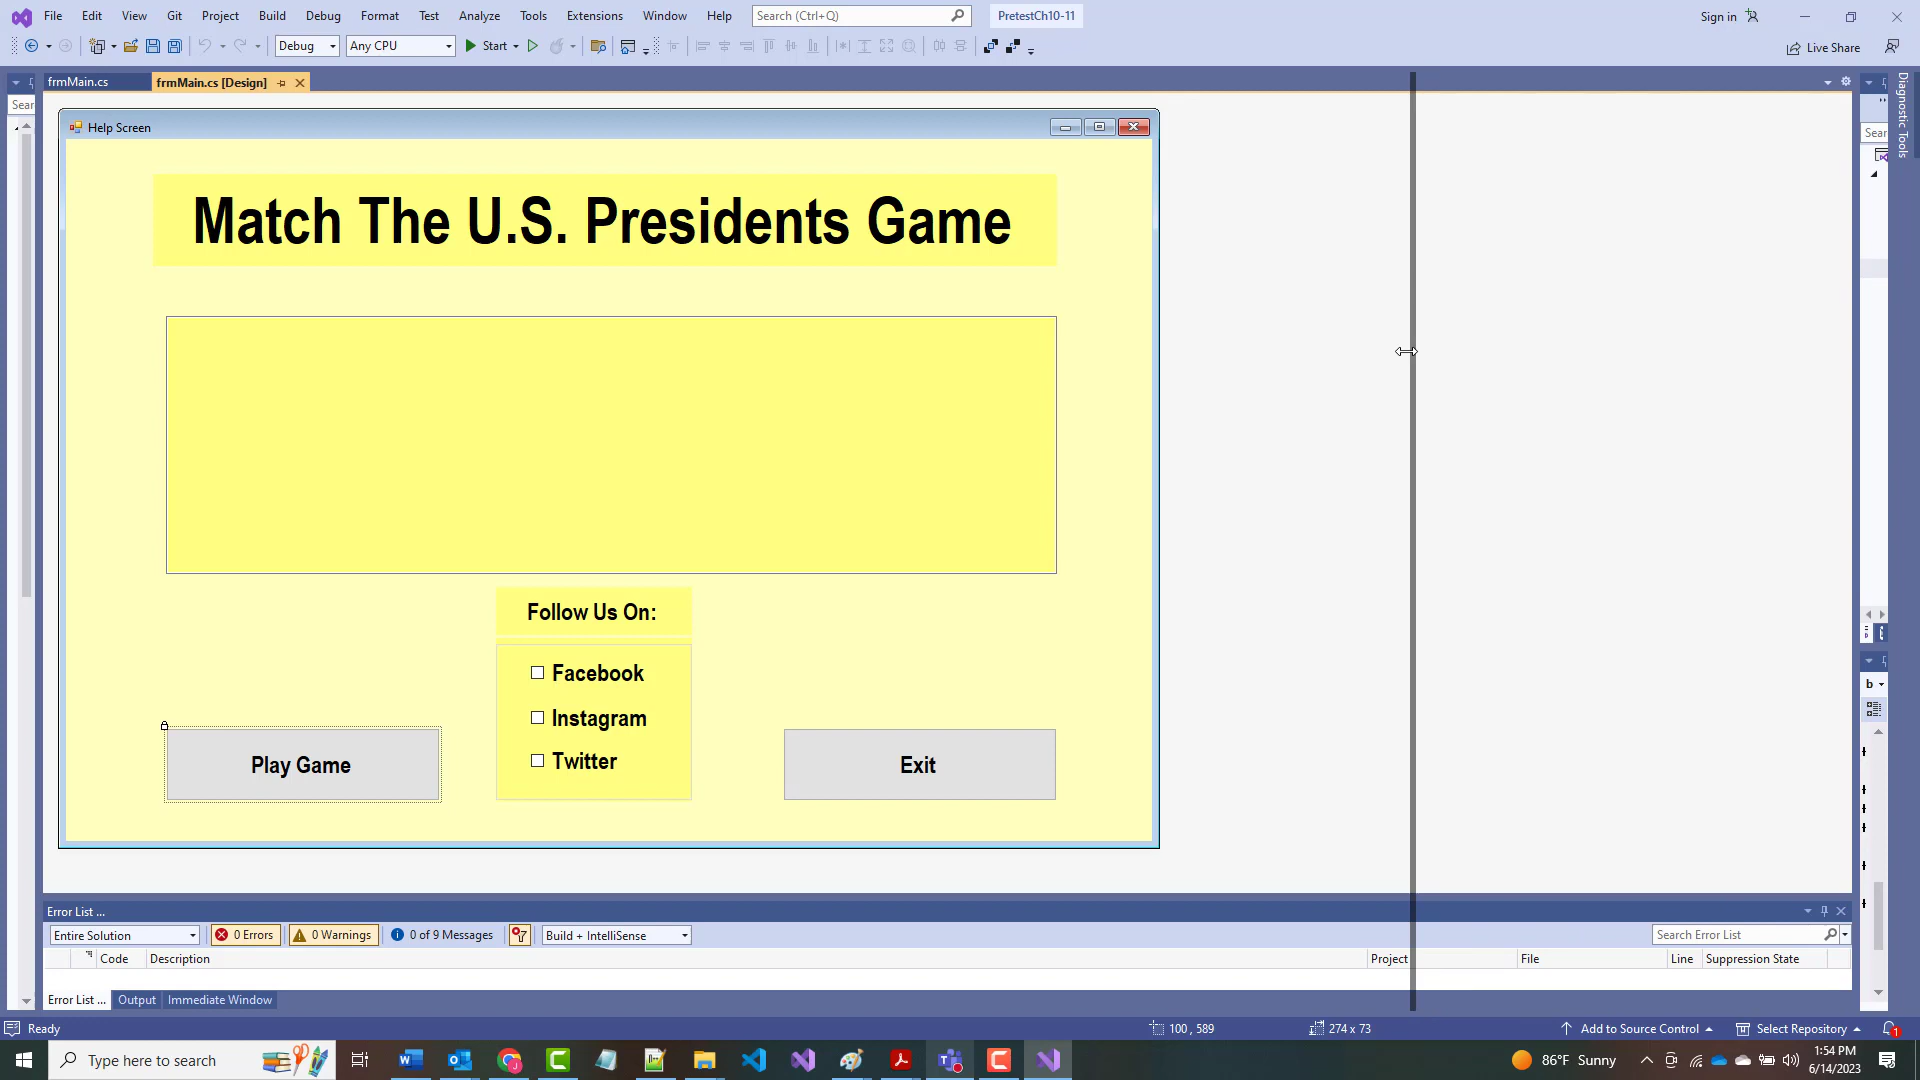 File Edit View Git Project Build Debug Format Test Analyze Tools Extensions Window Help Search (Ctrl+Q) PretestCh10-11 Sign in
Debug Any CPU Start Live Share
frmMain.cs frmMain.cs [Design]
Sear
Help Screen
Match The U.S. Presidents Game
Follow Us On:
Facebook
Instagram
Twitter
Play Game
Exit
Diagnostic Tools
Sear
b
Error List ...
Entire Solution 0 Errors 0 Warnings 0 of 9 Messages Build + IntelliSense Search Error List
Code Description Project File Line Suppression State
Error List ... Output Immediate Window
Ready 100 , 589 274 x 73 Add to Source Control Select Repository 1
Type here to search 86°F Sunny 1:54 PM
6/14/2023